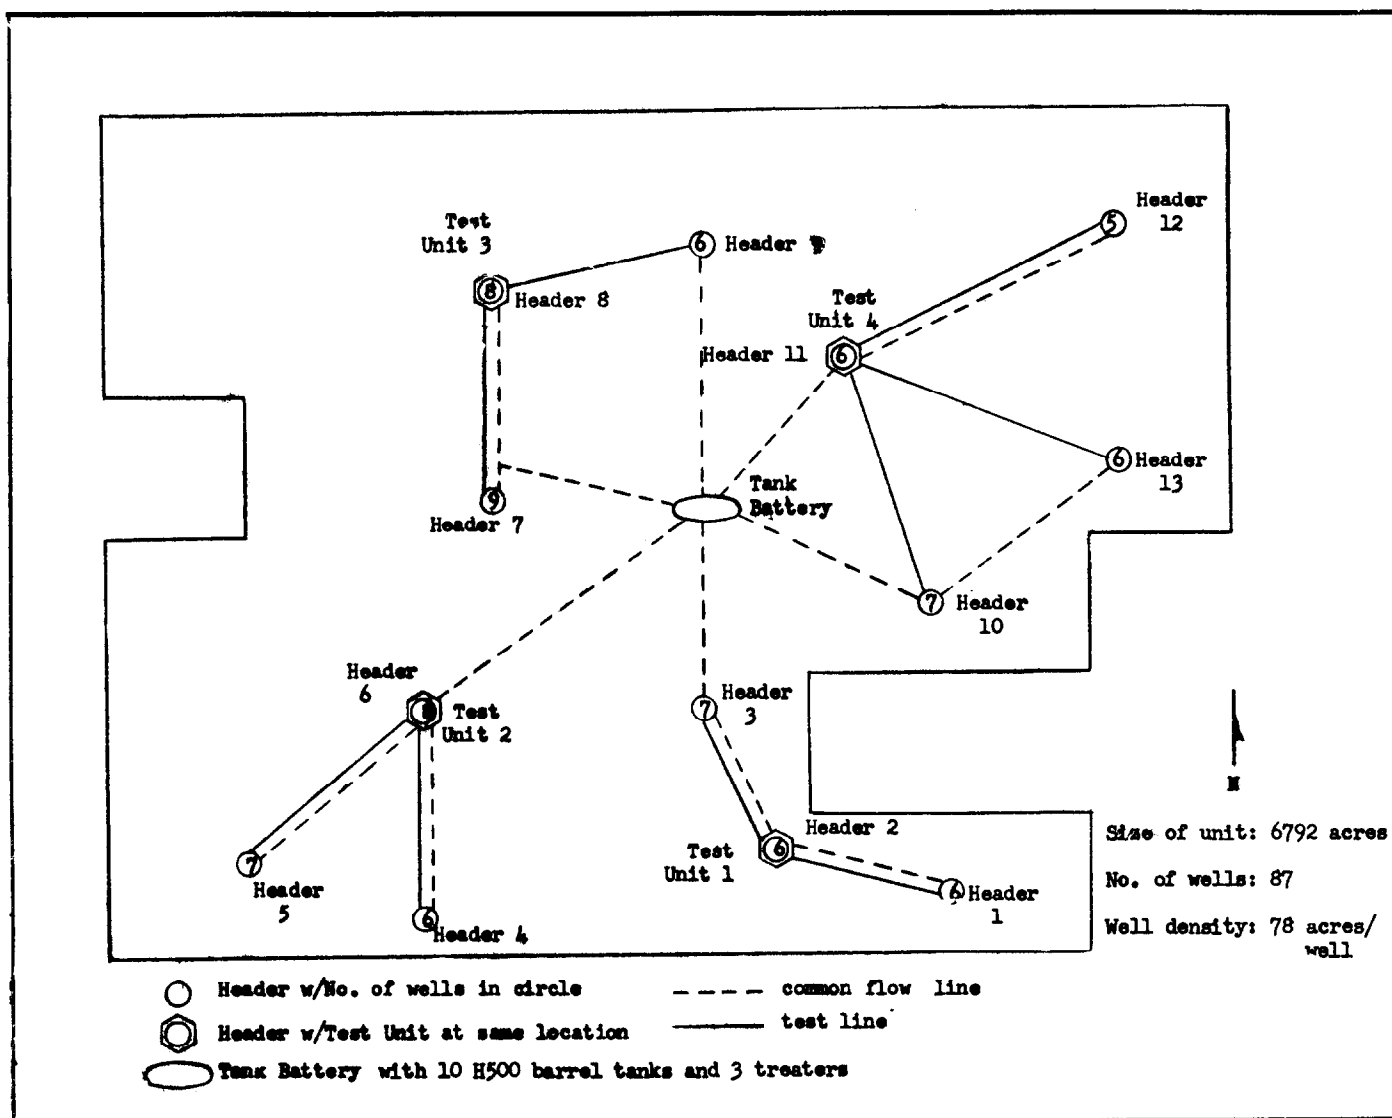 Header
12
5
Test
Unit 3
6
Header
8
Header 8
Test
Unit 4
Header 11
6
6
Header
13
Tank
Battery
9
Header 7
7
Header
10
Header
6
Test
Unit 2
7
Header
3
Header 2
6
Test
Unit 1
7
Header
5
6
Header 4
6
Header
1
N
Size of unit: 6792 acres
No. of wells: 87
Well density: 78 acres/
well
Header w/No. of wells in circle
common flow line
Header w/Test Unit at same location
test line
Tank Battery with 10 H500 barrel tanks and 3 treaters